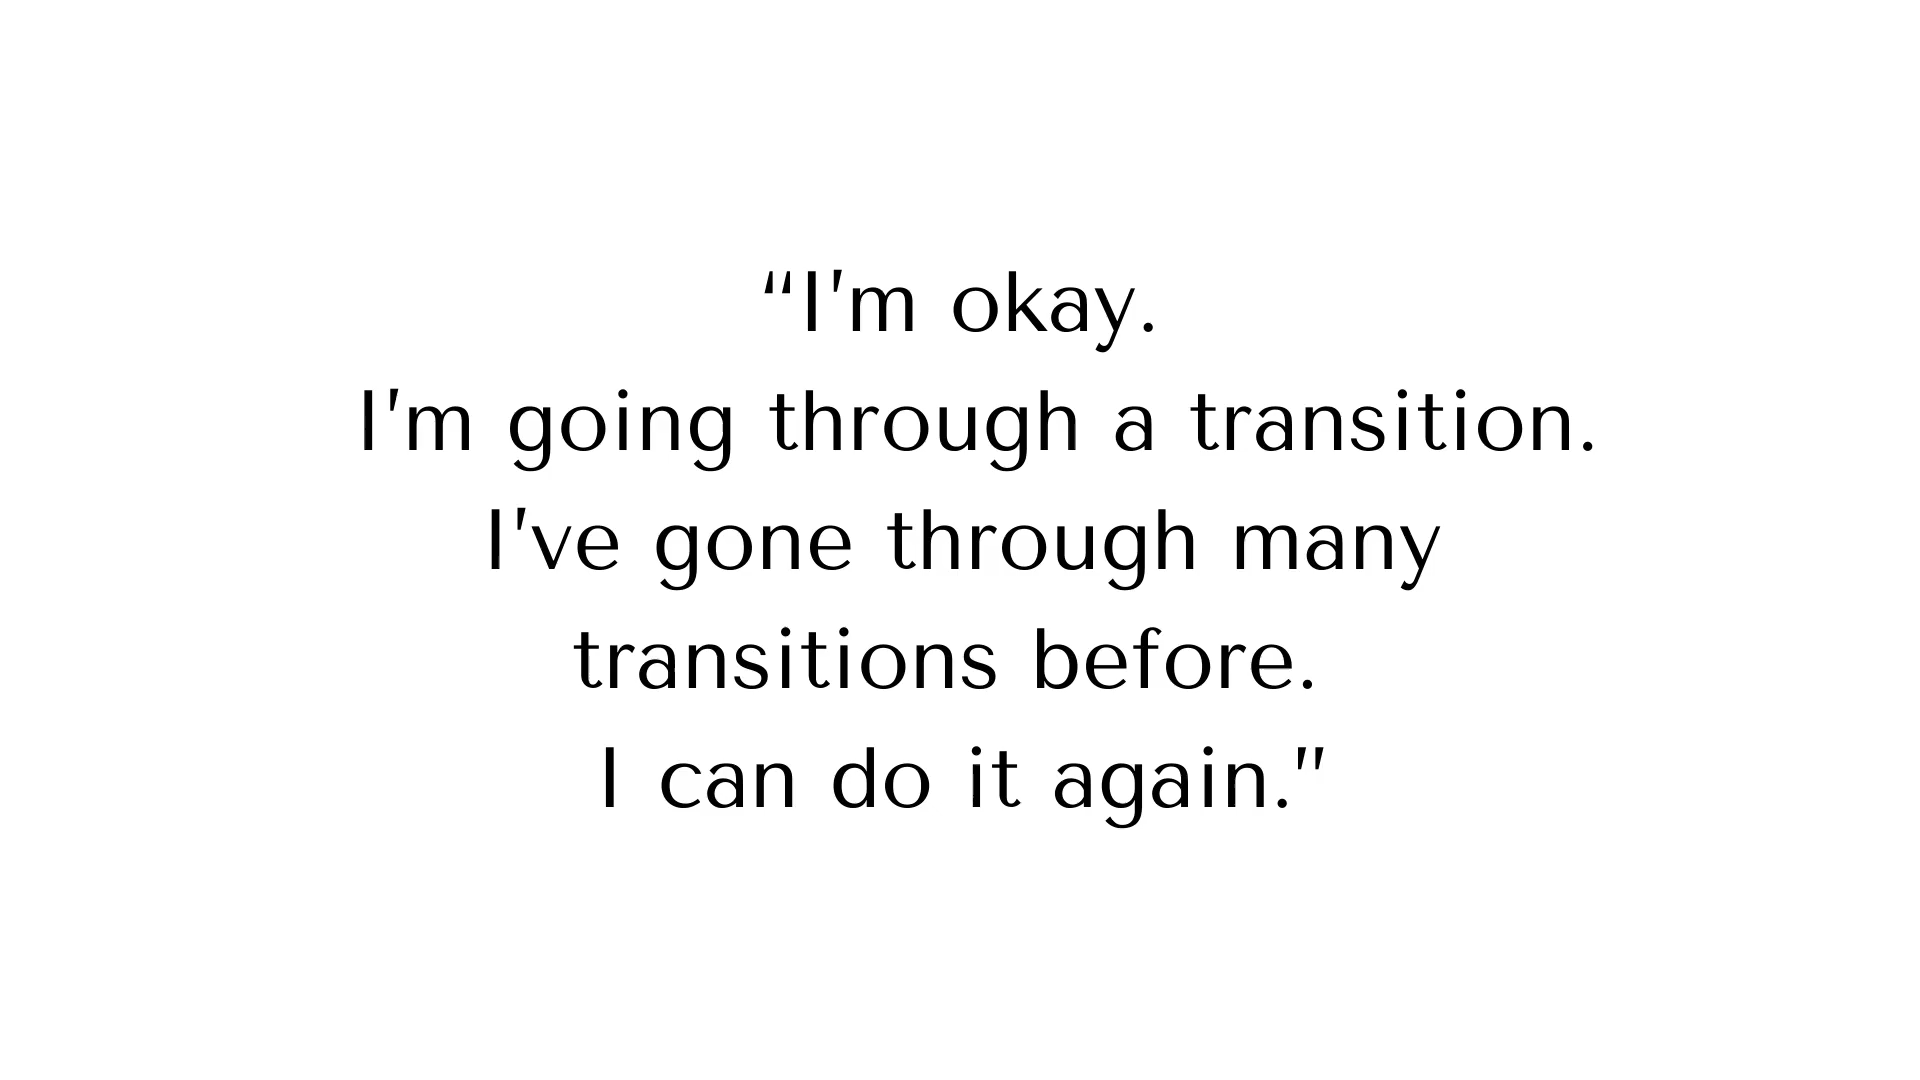 “I'm okay.
I'm going through a transition.
I've gone through many
transitions before.
I can do it again.”